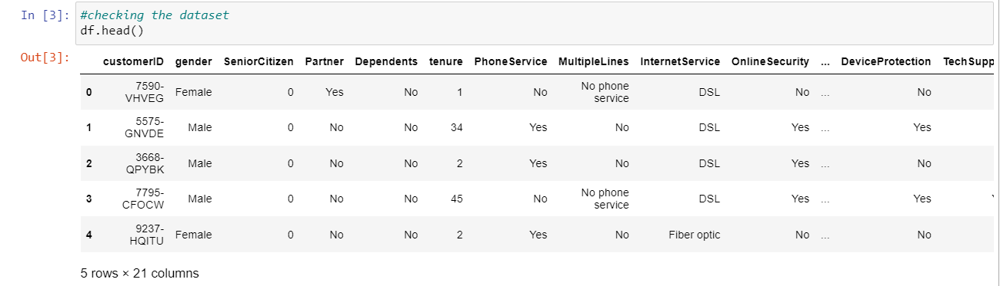 In [3]: #checking the dataset
df.head()
Out[3]:
customerID gender SeniorCitizen Partner Dependents tenure PhoneService MultipleLines InternetService OnlineSecurity ... DeviceProtection TechSupp
0 7590-VHVEG Female 0 Yes No 1 No No phone service DSL No ... No
1 5575-GNVDE Male 0 No No 34 Yes No DSL Yes ... Yes
2 3668-QPYBK Male 0 No No 2 Yes No DSL Yes ... No
3 7795-CFOCW Male 0 No No 45 No No phone service DSL Yes ... Yes
4 9237-HQITU Female 0 No No 2 Yes No Fiber optic No ... No
5 rows × 21 columns